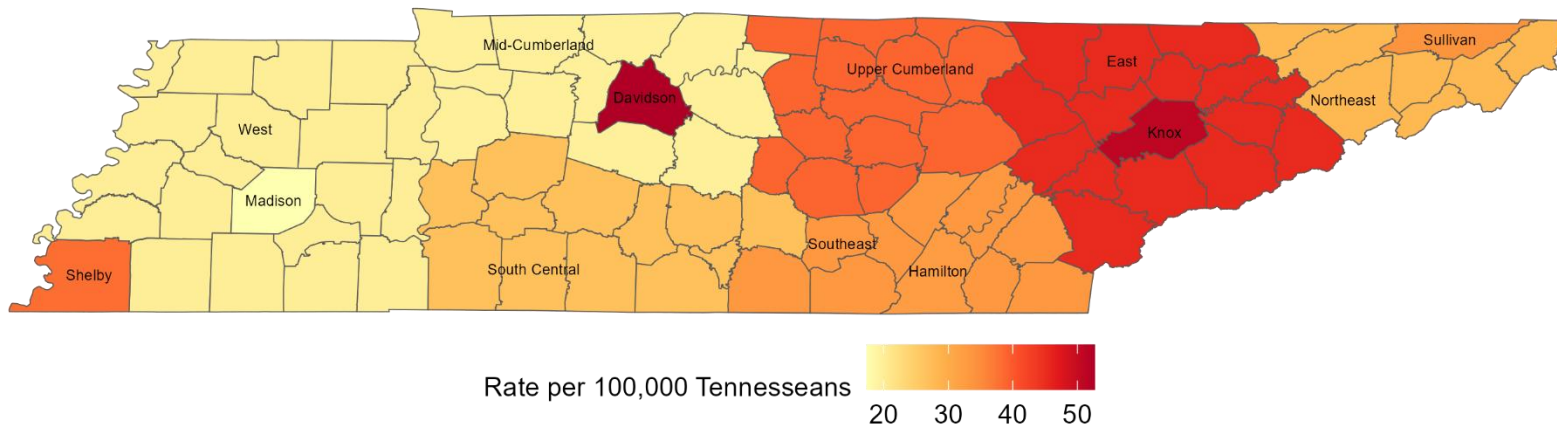 Mid-Cumberland
Sullivan
East
Upper Cumberland
Davidson
Northeast
West
Knox
Madison
Southeast
South Central
Hamilton
Shelby
Rate per 100,000 Tennesseans
20 30 40 50